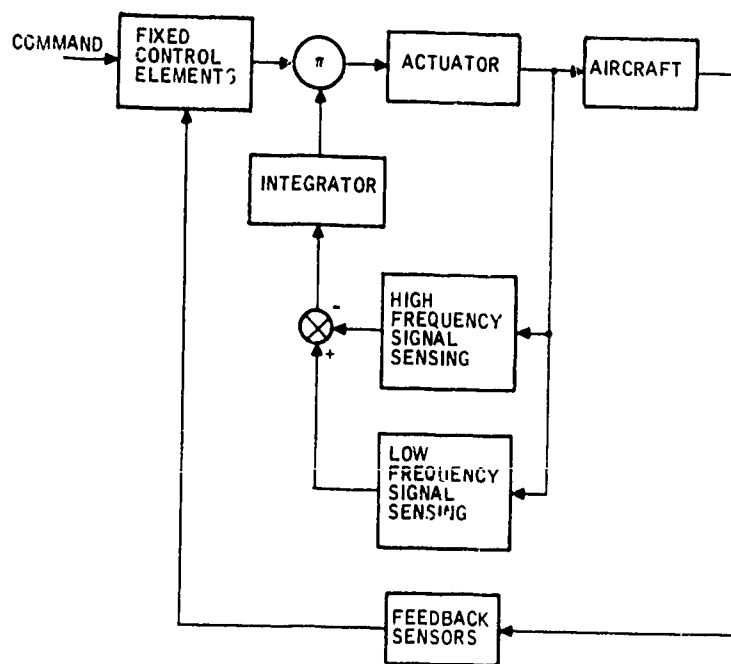 COMMAND
FIXED
CONTROL
ELEMENTS
π
ACTUATOR
AIRCRAFT
INTEGRATOR
-
+
HIGH
FREQUENCY
SIGNAL
SENSING
LOW
FREQUENCY
SIGNAL
SENSING
FEEDBACK
SENSORS